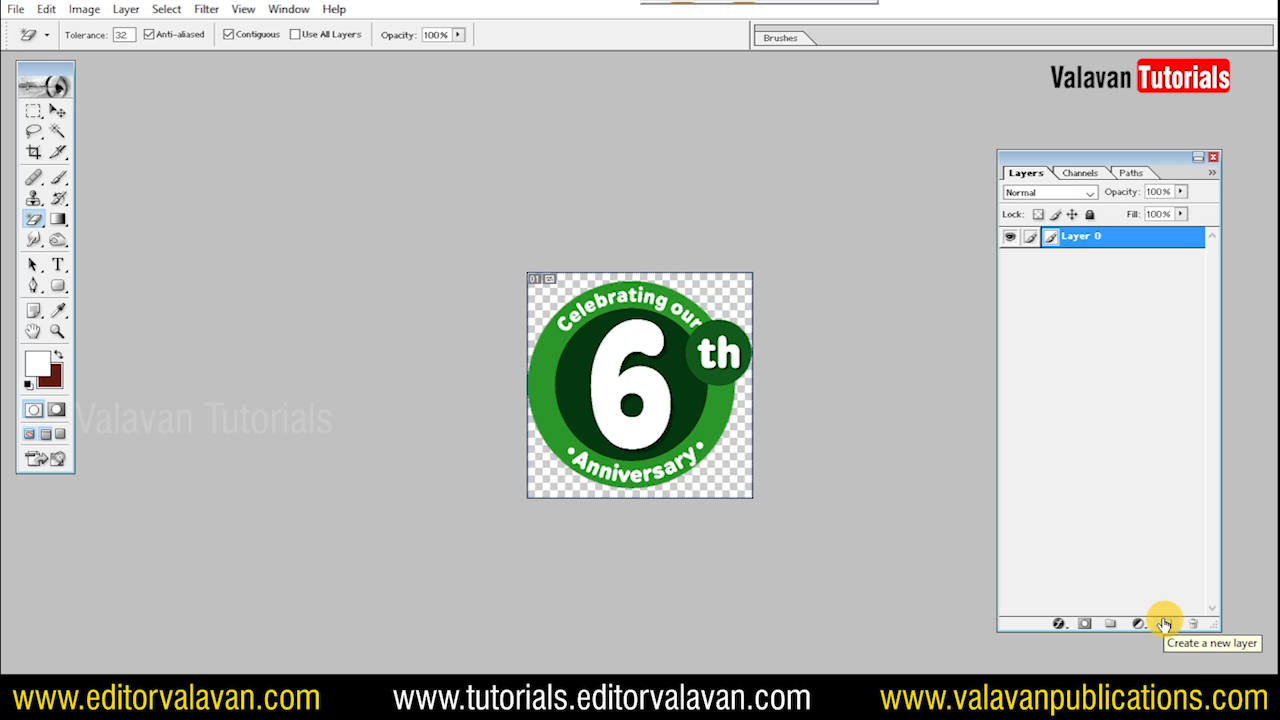 File Edit Image Layer Select Filter View Window Help
Tolerance: 32 Anti-aliased Contiguous Use All Layers Opacity: 100%
Brushes
Valavan Tutorials
Layers Channels Paths
Normal Opacity: 100%
Lock: Fill: 100%
Layer 0
01
Celebrating our
6
th
Anniversary
Valavan Tutorials
Create a new layer
www.editorvalavan.com www.tutorials.editorvalavan.com www.valavanpublications.com